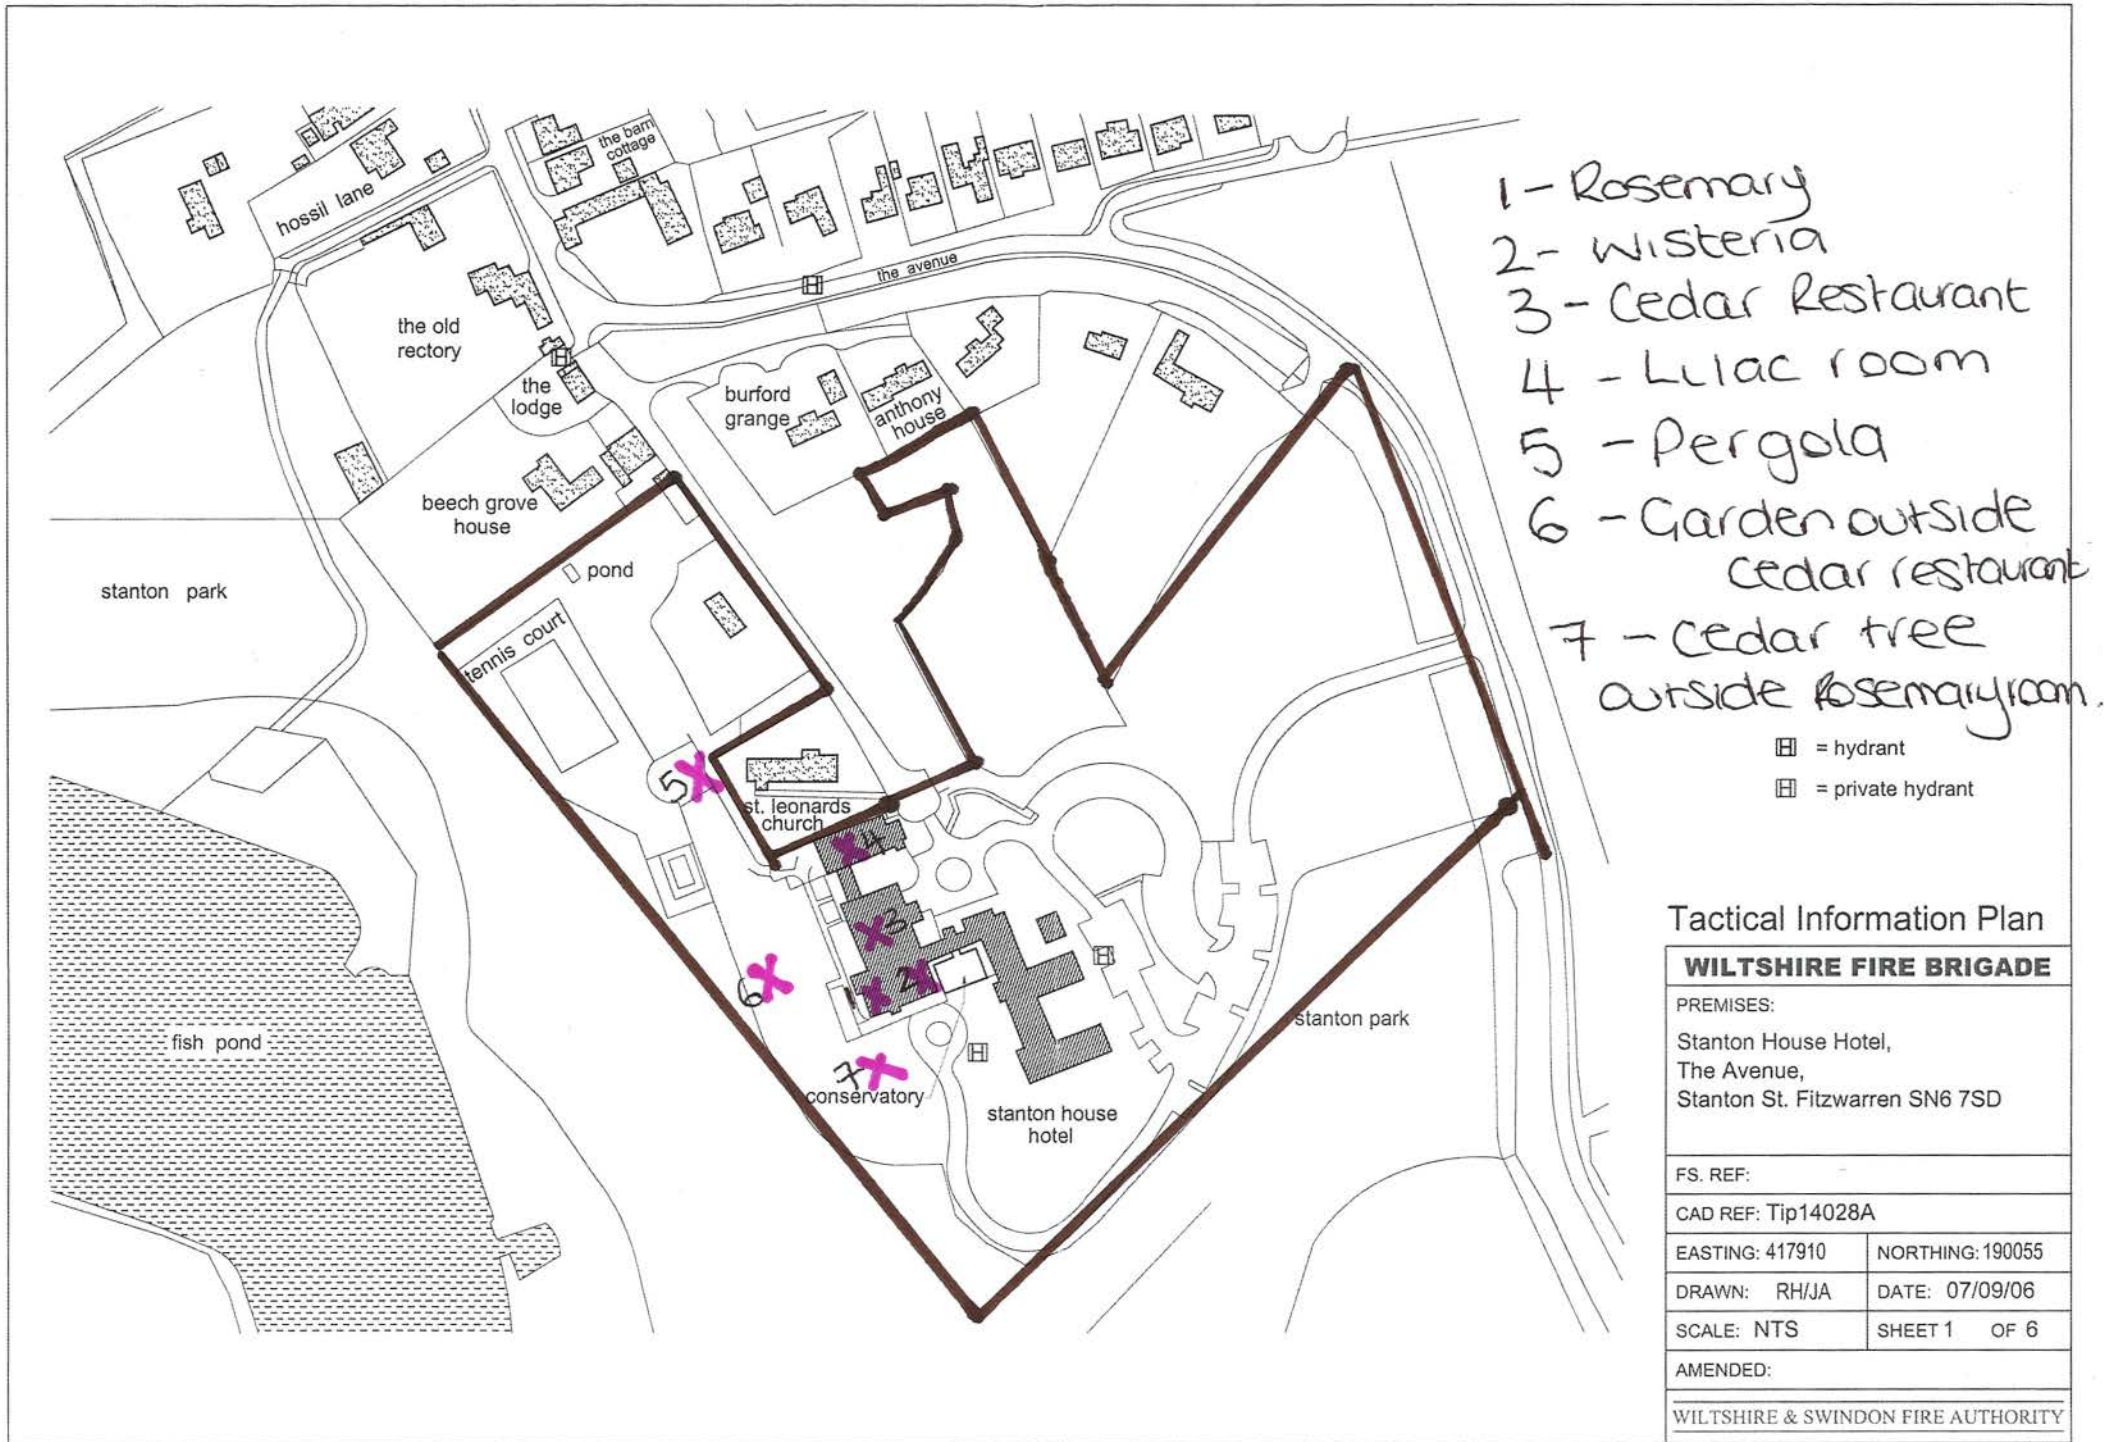 hossil lane
the barn
cottage
the avenue
the old
rectory
the
lodge
burford
grange
anthony
house
beech grove
house
stanton park
pond
tennis court
5
st. leonards
church
4
3
2
1
6
7
fish pond
conservatory
stanton house
hotel
stanton park
H
H
H
H
1 - Rosemary
2 - Wisteria
3 - Cedar Restaurant
4 - Lilac room
5 - Pergola
6 - Garden outside
cedar restaurant
7 - Cedar tree
outside Rosemary room.
H = hydrant
H = private hydrant
Tactical Information Plan
WILTSHIRE FIRE BRIGADE
PREMISES:
Stanton House Hotel,
The Avenue,
Stanton St. Fitzwarren SN6 7SD
FS. REF:
CAD REF: Tip14028A
EASTING: 417910 NORTHING: 190055
DRAWN: RH/JA DATE: 07/09/06
SCALE: NTS SHEET 1 OF 6
AMENDED:
WILTSHIRE & SWINDON FIRE AUTHORITY